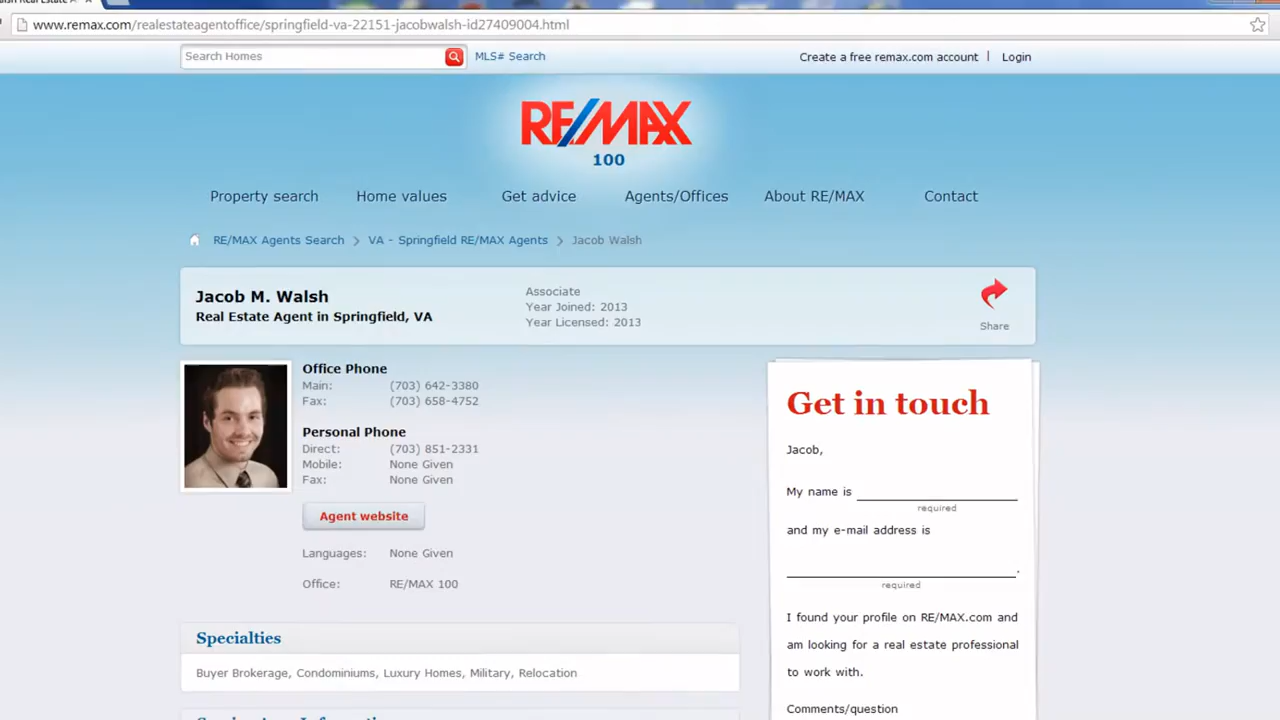 www.remax.com/realestateagentoffice/springfield-va-22151-jacobwalsh-id27409004.html
Search Homes
MLS# Search
Create a free remax.com account | Login
RE/MAX
100
Property search Home values Get advice Agents/Offices About RE/MAX Contact
RE/MAX Agents Search VA - Springfield RE/MAX Agents Jacob Walsh
Jacob M. Walsh
Real Estate Agent in Springfield, VA
Associate
Year Joined: 2013
Year Licensed: 2013
Share
Office Phone
Main: (703) 642-3380
Fax: (703) 658-4752
Personal Phone
Direct: (703) 851-2331
Mobile: None Given
Fax: None Given
Agent website
Languages: None Given
Office: RE/MAX 100
Specialties
Buyer Brokerage, Condominiums, Luxury Homes, Military, Relocation
Get in touch
Jacob,
My name is
required
and my e-mail address is
.
required
I found your profile on RE/MAX.com and
am looking for a real estate professional
to work with.
Comments/question